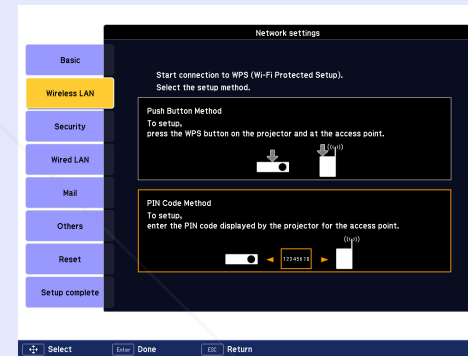 Network settings
Basic
Wireless LAN
Security
Wired LAN
Mail
Others
Reset
Setup complete
Start connection to WPS (Wi-Fi Protected Setup).
Select the setup method.
Push Button Method
To setup,
press the WPS button on the projector and at the access point.
PIN Code Method
To setup,
enter the PIN code displayed by the projector for the access point.
12345678
Select
Enter Done
ESC Return